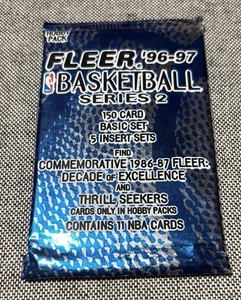 HOBBY
PACK
FLEER. '96-97
NBA BASKETBALL
SERIES 2
150 CARD
BASIC SET
5 INSERT SETS
FIND
COMMEMORATIVE 1986-87 FLEER:
DECADE OF EXCELLENCE
AND
THRILL SEEKERS
CARDS ONLY IN HOBBY PACKS
CONTAINS 11 NBA CARDS